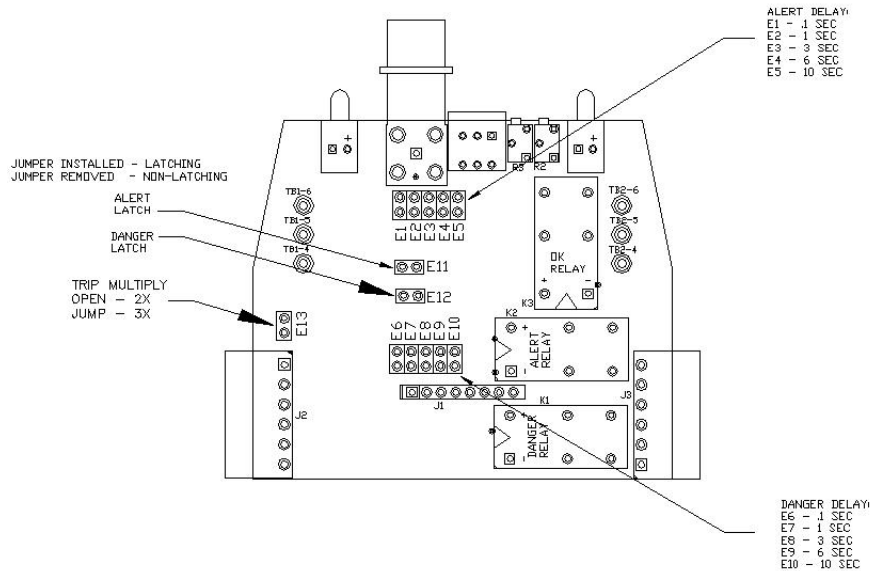 ALERT DELAY:
E1 - .1 SEC
E2 - 1 SEC
E3 - 3 SEC
E4 - 6 SEC
E5 - 10 SEC
JUMPER INSTALLED - LATCHING
JUMPER REMOVED - NON-LATCHING
ALERT
LATCH
DANGER
LATCH
TRIP MULTIPLY
OPEN - 2X
JUMP - 3X
+
+
R3
R2
TB1-6
TB1-5
TB1-4
TB2-6
TB2-5
TB2-4
E1
E2
E3
E4
E5
E11
E12
E13
OK
RELAY
+
-
K3
K2
E6
E7
E8
E9
E10
+
-
ALERT
RELAY
J1
J2
J3
K1
+
-
DANGER
RELAY
DANGER DELAY:
E6 - .1 SEC
E7 - 1 SEC
E8 - 3 SEC
E9 - 6 SEC
E10 - 10 SEC